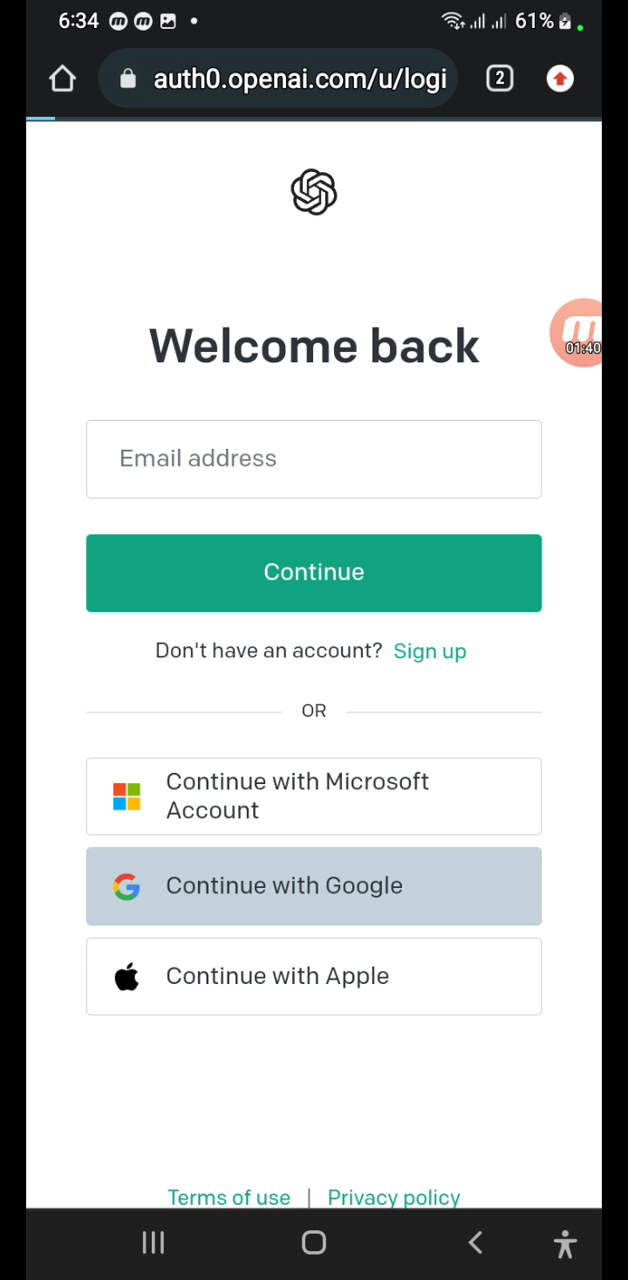 6:34
61%
auth0.openai.com/u/logi
2
Welcome back
01:40
Email address
Continue
Don't have an account? Sign up
OR
Continue with Microsoft
Account
Continue with Google
Continue with Apple
Terms of use | Privacy policy